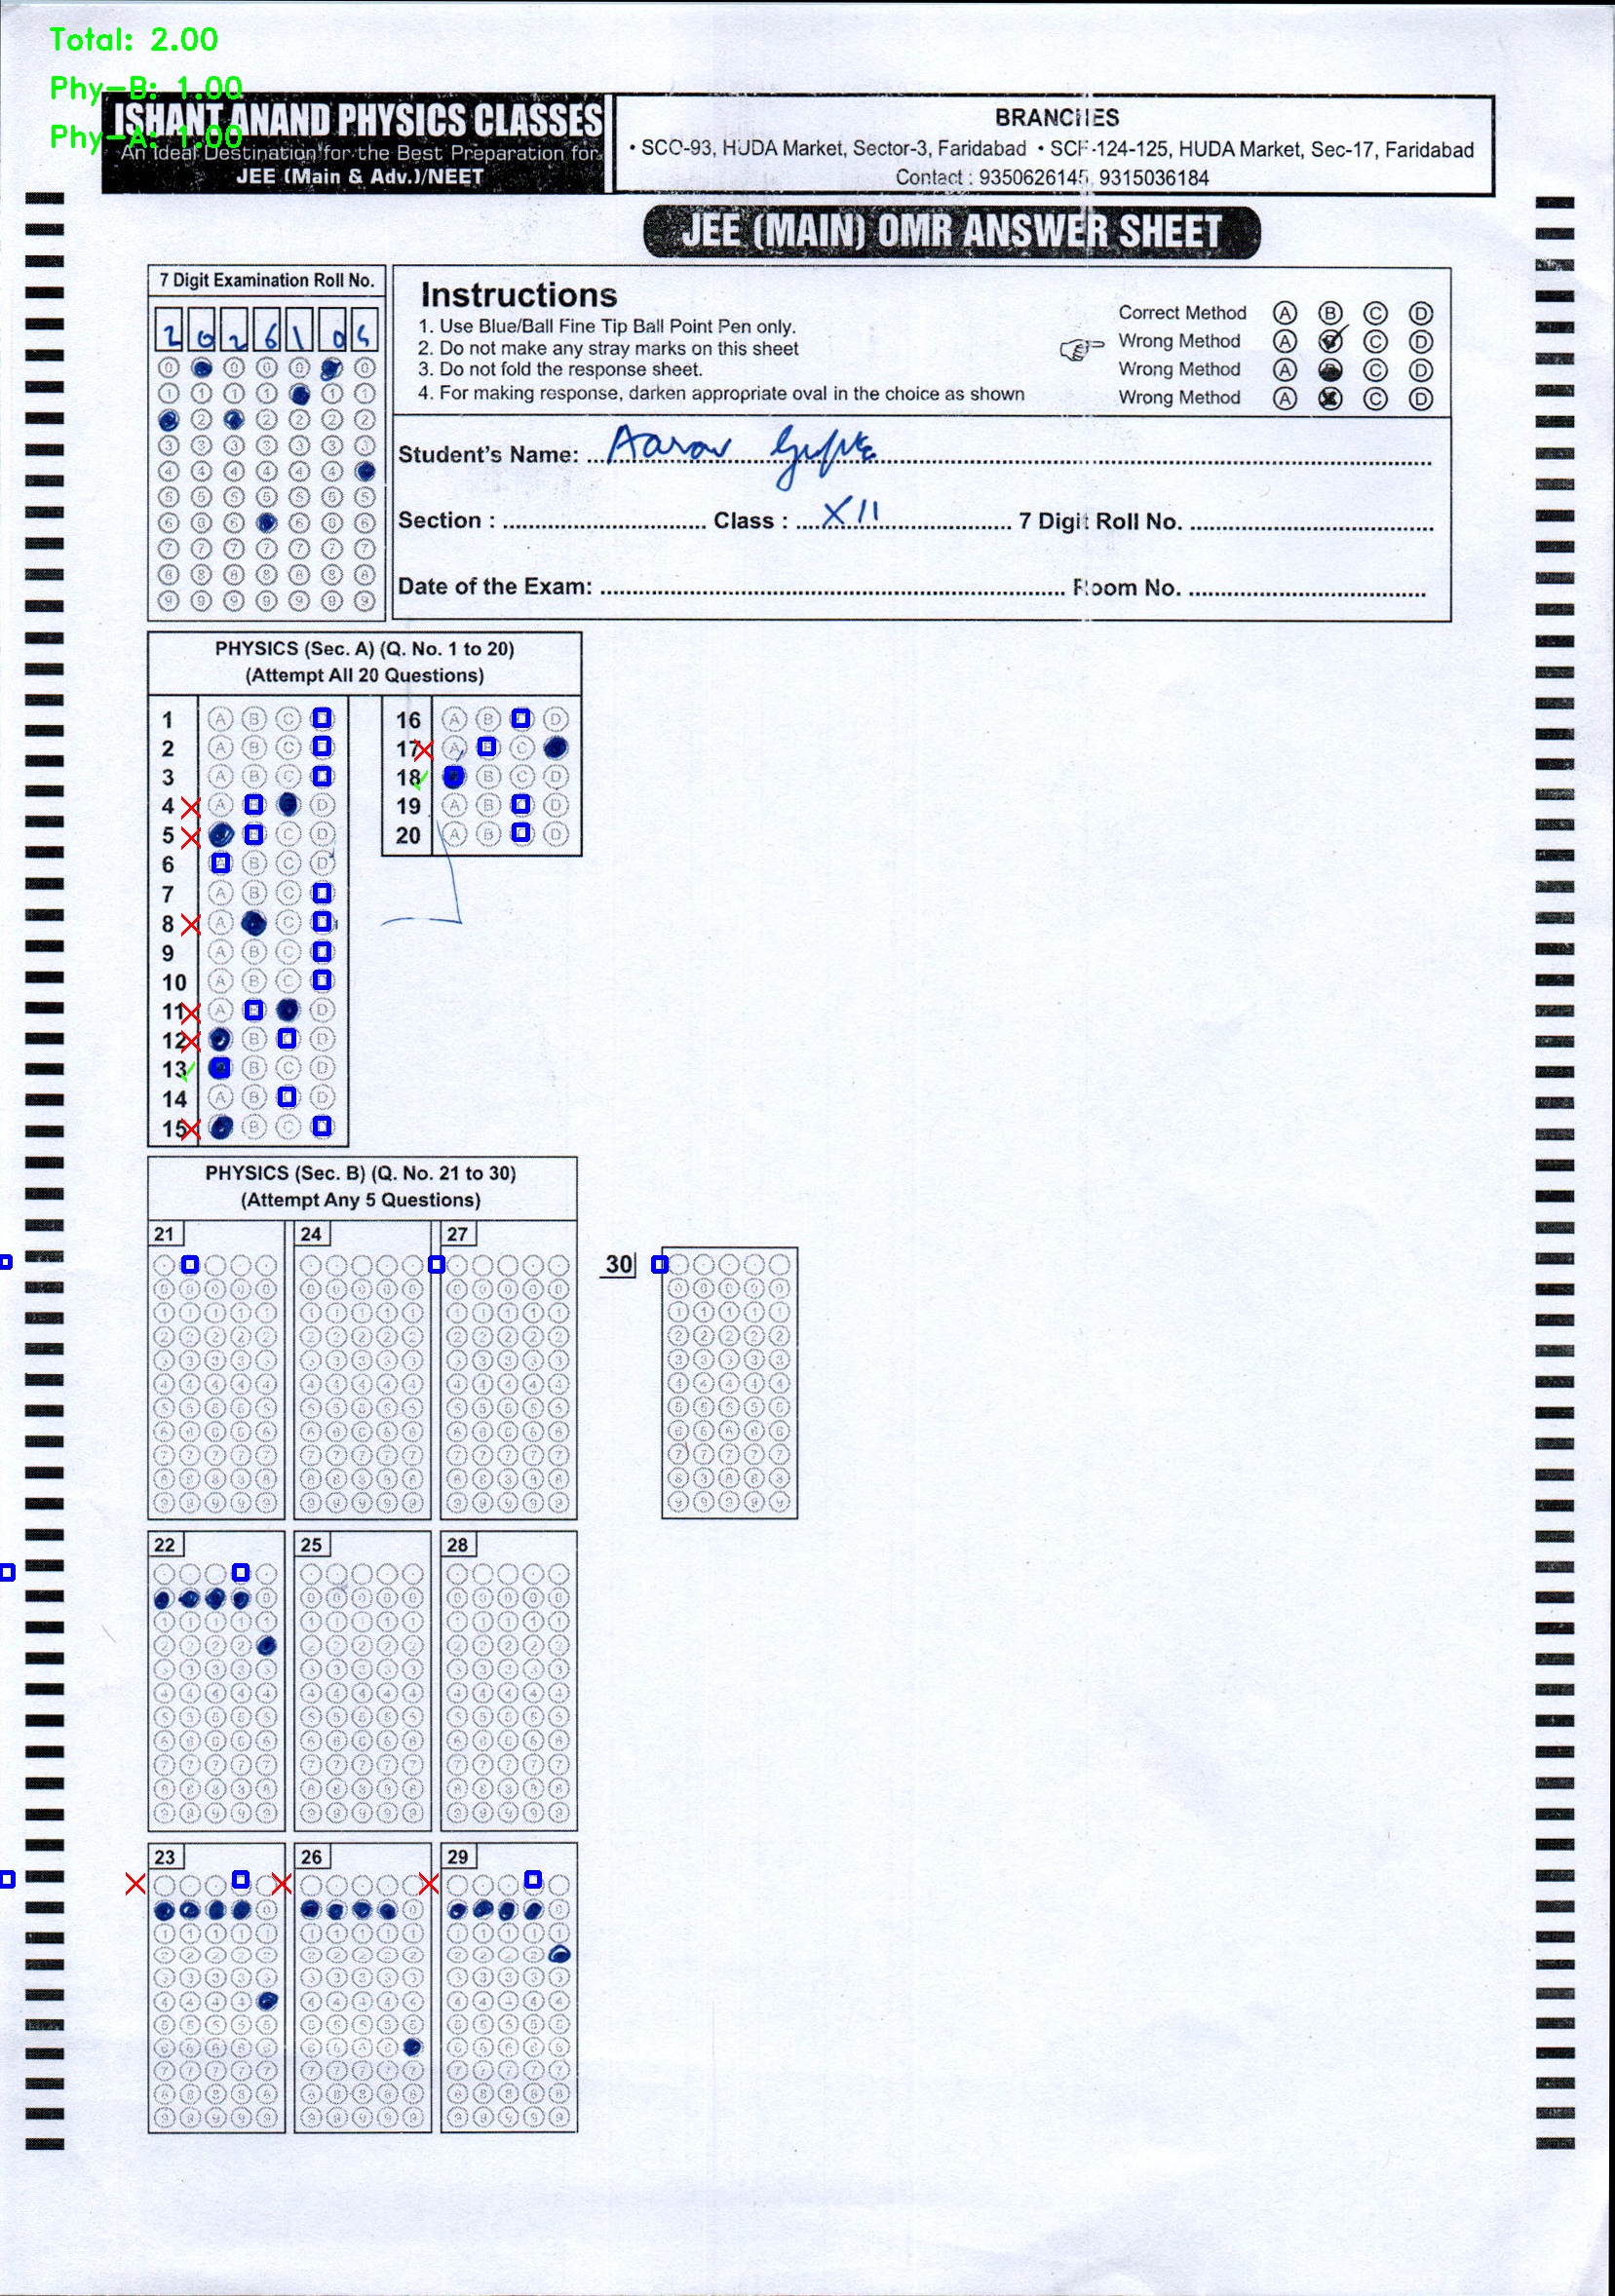 Total: 2.00
Phy-B: 1.00
Phy-A: 1.00
ISHANT ANAND PHYSICS CLASSES
An Ideal Destination for the Best Preparation for
JEE (Main & Adv.)/NEET
BRANCHES
• SCO-93, HUDA Market, Sector-3, Faridabad • SCF-124-125, HUDA Market, Sec-17, Faridabad
Contact : 9350626145, 9315036184
JEE (MAIN) OMR ANSWER SHEET
7 Digit Examination Roll No.
2 0 2 6 1 0
Instructions
1. Use Blue/Ball Fine Tip Ball Point Pen only.
2. Do not make any stray marks on this sheet
3. Do not fold the response sheet.
4. For making response, darken appropriate oval in the choice as shown
Correct Method A B C D
Wrong Method A C D
Wrong Method A C D
Wrong Method A C D
Student's Name: Aarav Gupta
Section : Class : XII 7 Digit Roll No.
Date of the Exam: Room No.
PHYSICS (Sec. A) (Q. No. 1 to 20)
(Attempt All 20 Questions)
1 A B C
2 A B C
3 A B C
4 A D
5 C D
6 B C D
7 A B C
8 A C
9 A B C
10 A B C
11 A D
12 B D
13 B C D
14 A B D
15 B C
16 A B D
17 A C
18 B C D
19 A B D
20 A B D
PHYSICS (Sec. B) (Q. No. 21 to 30)
(Attempt Any 5 Questions)
21 24 27 30
22 25 28
23 26 29